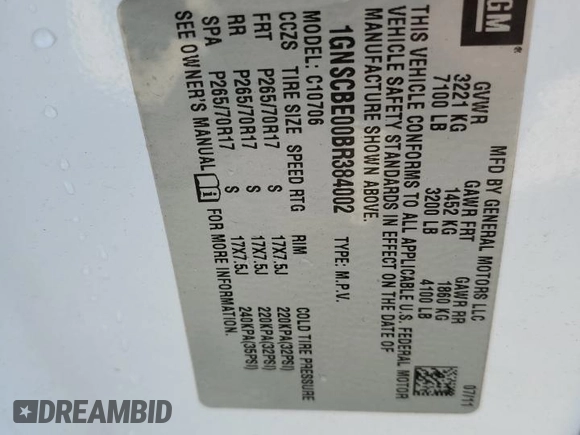 GM
MFD BY GENERAL MOTORS LLC
07/11
GVWR GAWR FRT GAWR RR
3221 KG 1452 KG 1860 KG
7100 LB 3200 LB 4100 LB
THIS VEHICLE CONFORMS TO ALL APPLICABLE U.S. FEDERAL MOTOR
VEHICLE SAFETY STANDARDS IN EFFECT ON THE DATE OF
MANUFACTURE SHOWN ABOVE.
1GNSCBE00BR384002 TYPE: M.P.V.
MODEL: C10706
CCZS TIRE SIZE SPEED RTG RIM COLD TIRE PRESSURE
FRT P265/70R17 S 17X7.5J 220KPA(32PSI)
RR P265/70R17 S 17X7.5J 220KPA(32PSI)
SPA P265/70R17 S 17X7.5J 240KPA(35PSI)
SEE OWNER'S MANUAL FOR MORE INFORMATION.
DREAMBID